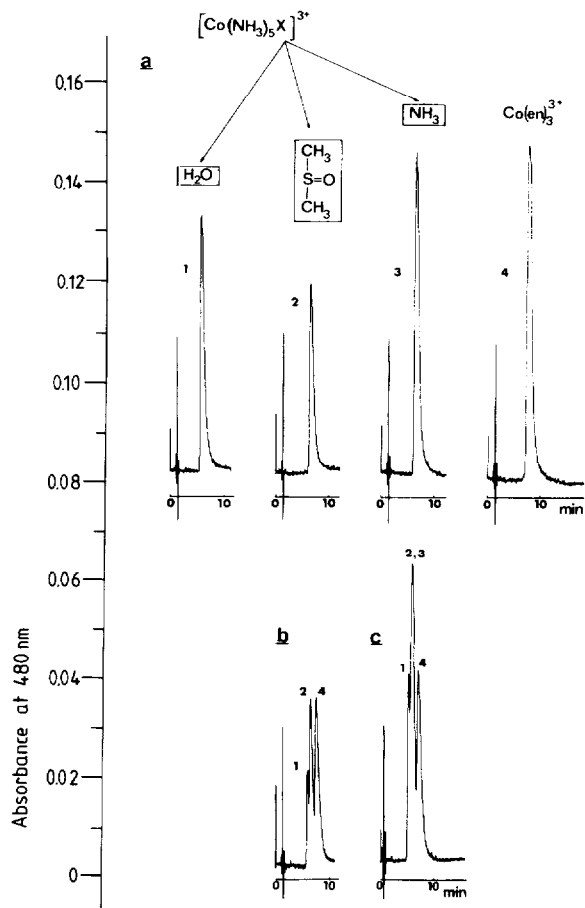 [Co(NH₃)₅X]³⁺
a
0.16
NH₃
Co(en)₃³⁺
H₂O
CH₃
S=O
CH₃
0.14
1
2
3
4
0.12
0.10
0.08
0 10
0 10
0 10
0 10
min
0.06
2,3
b
c
0.04
2 4
1 4
1
0.02
0
0 10
0 10
min
Absorbance at 480 nm